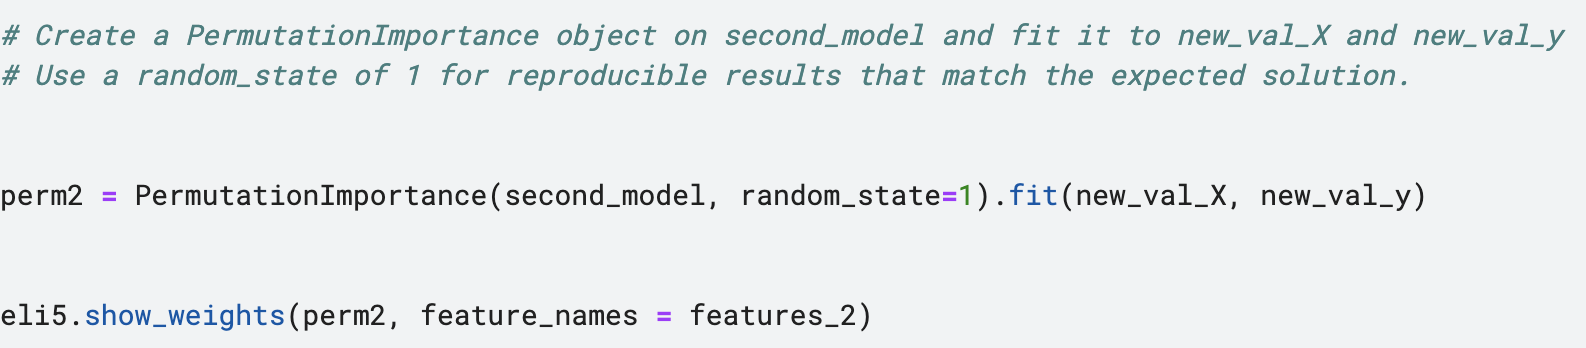 # Create a PermutationImportance object on second_model and fit it to new_val_X and new_val_y
# Use a random_state of 1 for reproducible results that match the expected solution.
perm2 = PermutationImportance(second_model, random_state=1).fit(new_val_X, new_val_y)
eli5.show_weights(perm2, feature_names = features_2)